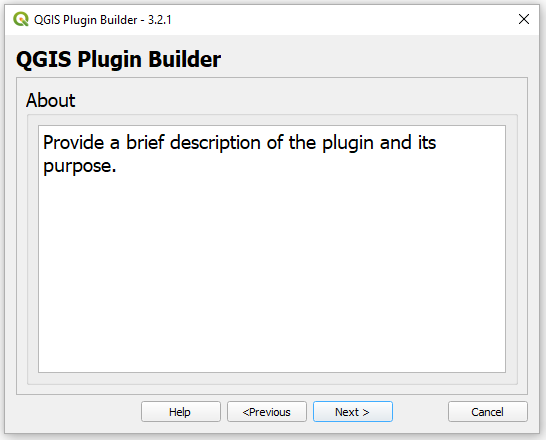 QGIS Plugin Builder - 3.2.1
QGIS Plugin Builder
About
Provide a brief description of the plugin and its
purpose.
Help
<Previous
Next >
Cancel